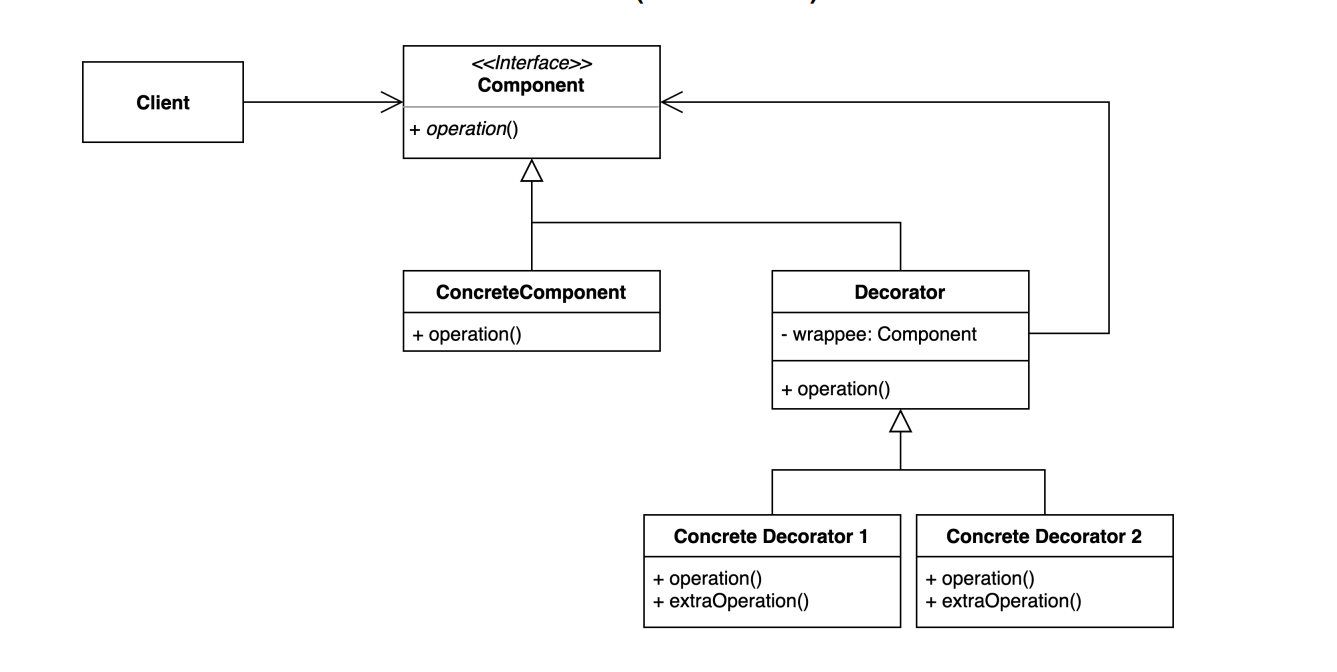 <<Interface>>
Client
Component
+ operation()
ConcreteComponent
+ operation()
Decorator
- wrappee: Component
+ operation()
Concrete Decorator 1
+ operation()
+ extraOperation()
Concrete Decorator 2
+ operation()
+ extraOperation()